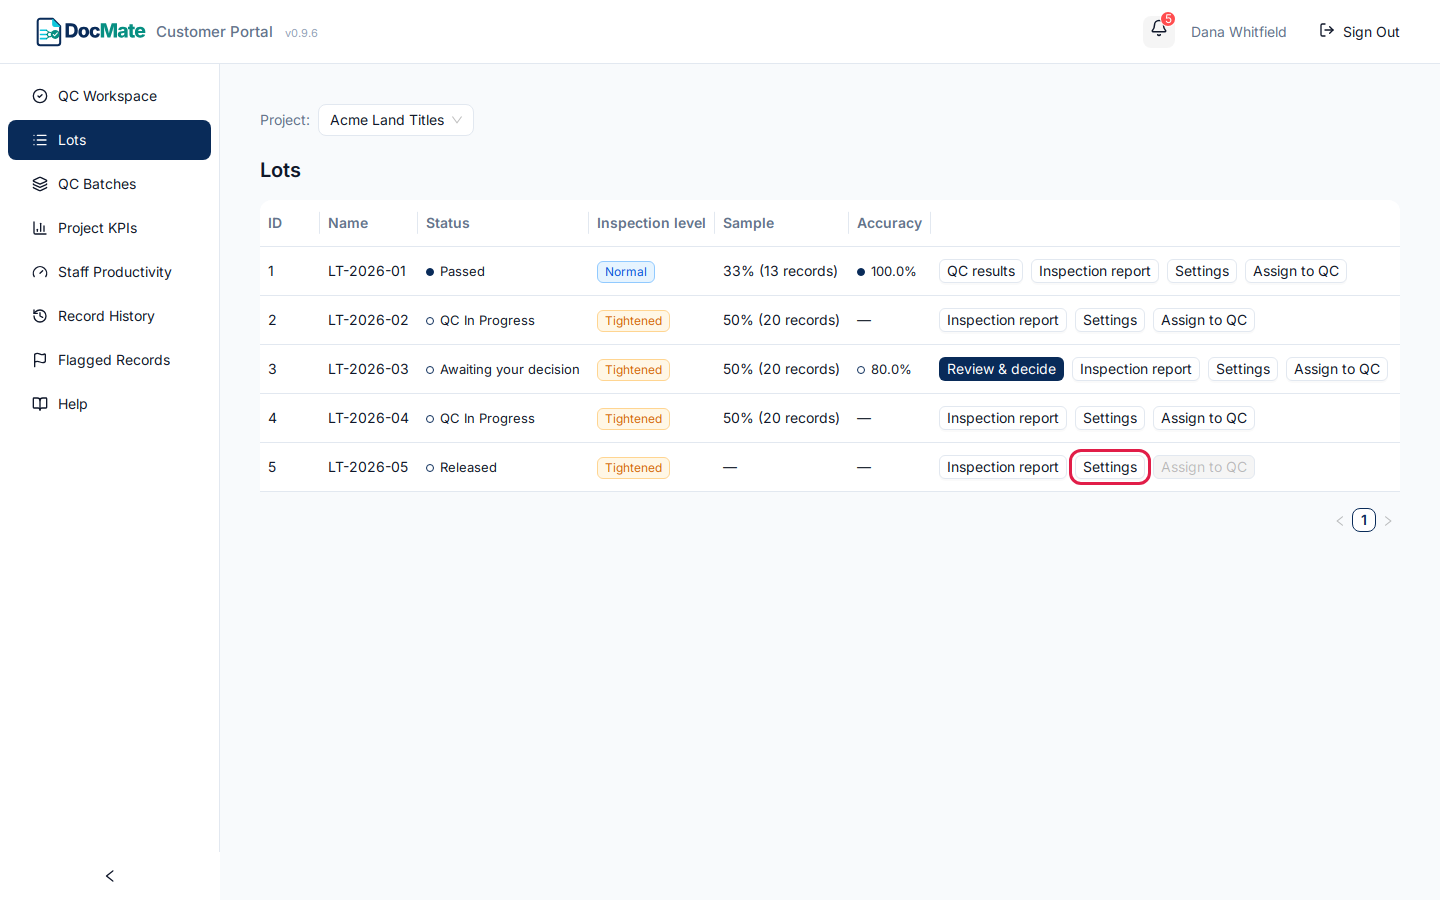 DocMate Customer Portal v0.9.6
5
Dana Whitfield
Sign Out
QC Workspace
Lots
QC Batches
Project KPIs
Staff Productivity
Record History
Flagged Records
Help
Project: Acme Land Titles
Lots
ID Name Status Inspection level Sample Accuracy
1 LT-2026-01 Passed Normal 33% (13 records) 100.0% QC results Inspection report Settings Assign to QC
2 LT-2026-02 QC In Progress Tightened 50% (20 records) — Inspection report Settings Assign to QC
3 LT-2026-03 Awaiting your decision Tightened 50% (20 records) 80.0% Review & decide Inspection report Settings Assign to QC
4 LT-2026-04 QC In Progress Tightened 50% (20 records) — Inspection report Settings Assign to QC
5 LT-2026-05 Released Tightened — — Inspection report Settings Assign to QC
1